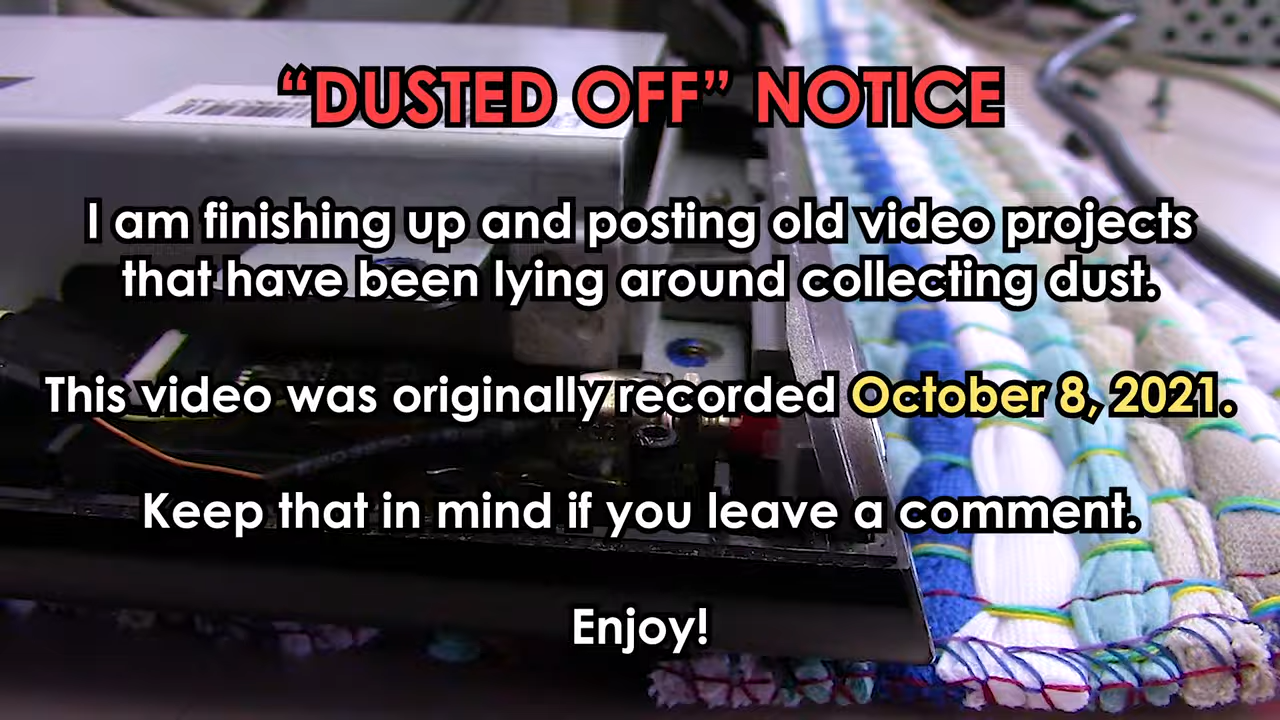 “DUSTED OFF” NOTICE
I am finishing up and posting old video projects
that have been lying around collecting dust.
This video was originally recorded October 8, 2021.
Keep that in mind if you leave a comment.
Enjoy!